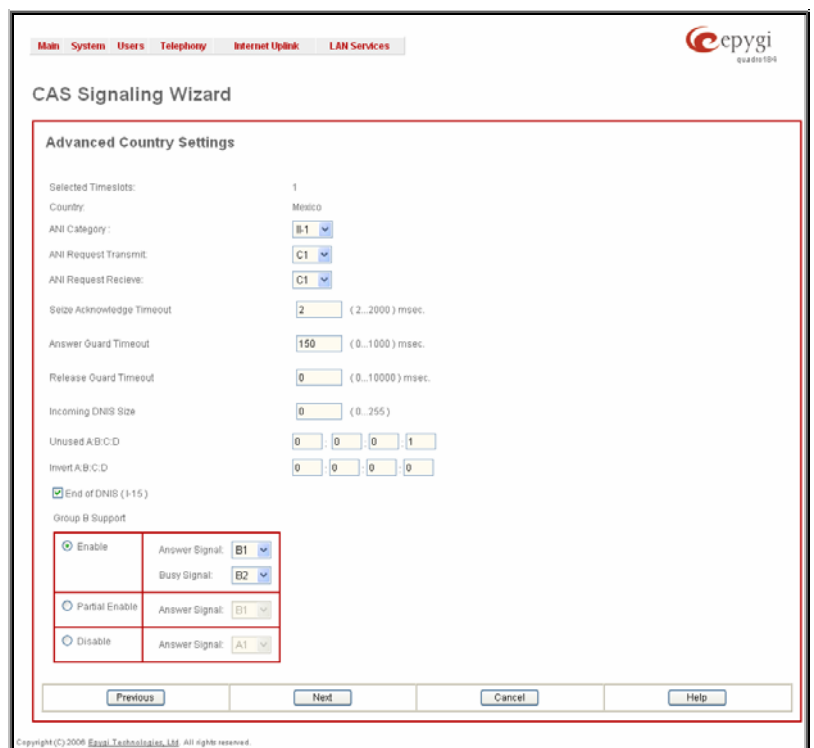 Main System Users Telephony Internet Uplink LAN Services
epygi
quadro184
CAS Signaling Wizard
Advanced Country Settings
Selected Timeslots: 1
Country: Mexico
ANI Category : II-1
ANI Request Transmit: C1
ANI Request Recieve: C1
Seize Acknowledge Timeout 2 ( 2...2000 ) msec.
Answer Guard Timeout 150 ( 0...1000 ) msec.
Release Guard Timeout 0 ( 0...10000 ) msec.
Incoming DNIS Size 0 ( 0...255 )
Unused A:B:C:D 0 : 0 : 0 : 1
Invert A:B:C:D 0 : 0 : 0 : 0
End of DNIS ( I-15 )
Group B Support
Enable Answer Signal: B1
Busy Signal: B2
Partial Enable Answer Signal: B1
Disable Answer Signal: A1
Previous Next Cancel Help
Copyright (C) 2006 Epygi Technologies, Ltd. All rights reserved.